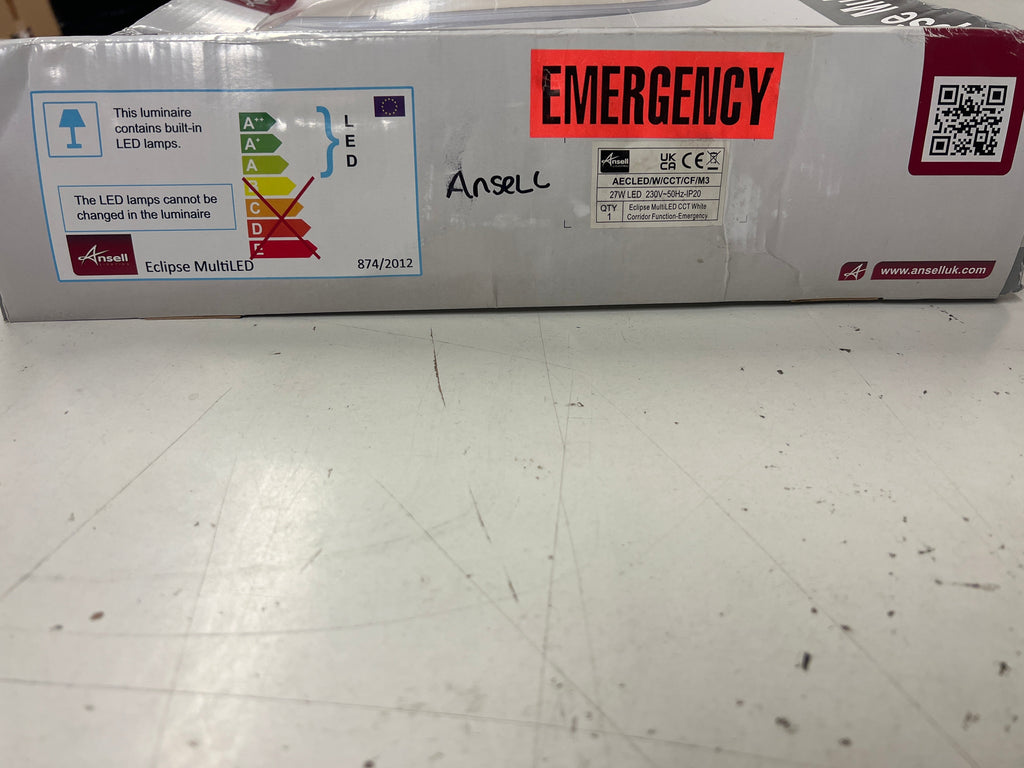 This luminaire
contains built-in
LED lamps.
A++
A+
A
C
D
L
E
D
The LED lamps cannot be
changed in the luminaire
Ansell
Eclipse MultiLED
874/2012
AnseLL
EMERGENCY
Ansell
UK
CA
CE
AECLED/W/CCT/CF/M3
27W LED 230V~50Hz-IP20
QTY
1
Eclipse MultiLED CCT White
Corridor Function-Emergency
www.anselluk.com